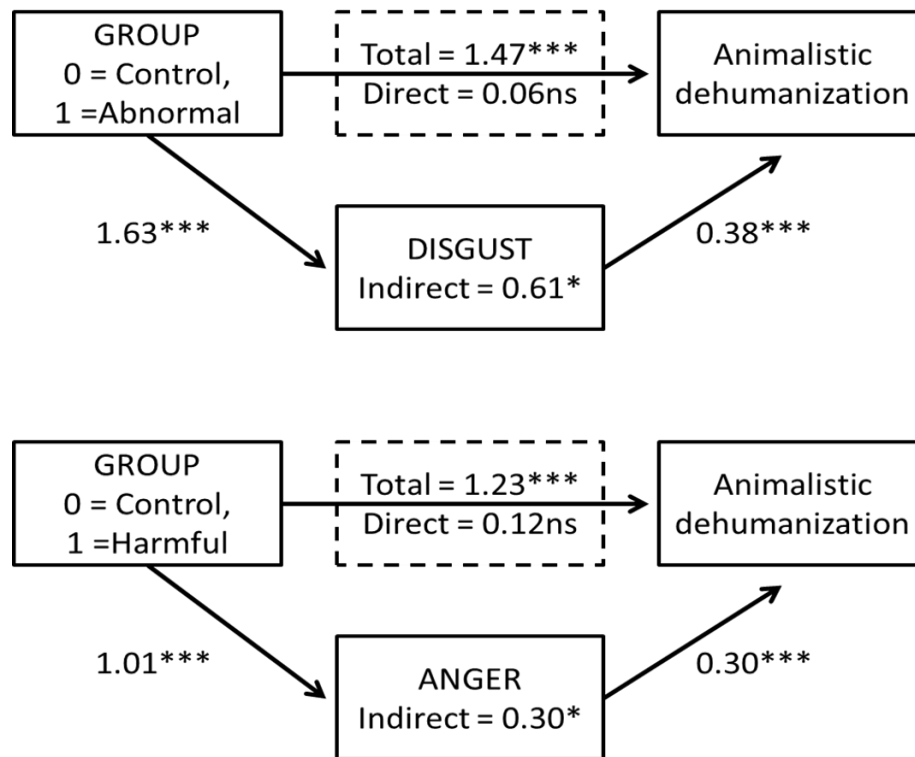 GROUP
0 = Control,
1 =Abnormal
Total = 1.47***
Direct = 0.06ns
Animalistic
dehumanization
1.63***
DISGUST
Indirect = 0.61*
0.38***
GROUP
0 = Control,
1 =Harmful
Total = 1.23***
Direct = 0.12ns
Animalistic
dehumanization
1.01***
ANGER
Indirect = 0.30*
0.30***